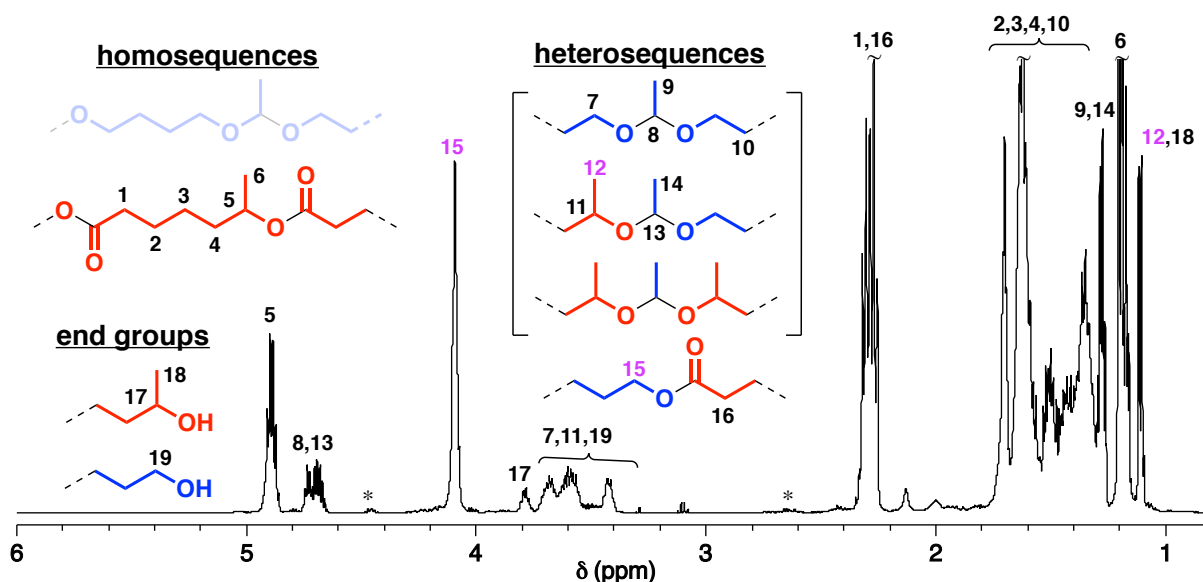 homosequences
heterosequences
2,3,4,10
6
1,16
9,14
12,18
O
O
O
7
9
8
10
O
O
15
O
O
O
O
1
2
3
4
5
6
12
14
11
13
O
O
O
O
end groups
5
18
17
OH
19
OH
8,13
*
O
15
O
16
7,11,19
17
*
6
5
4
3
2
1
δ (ppm)